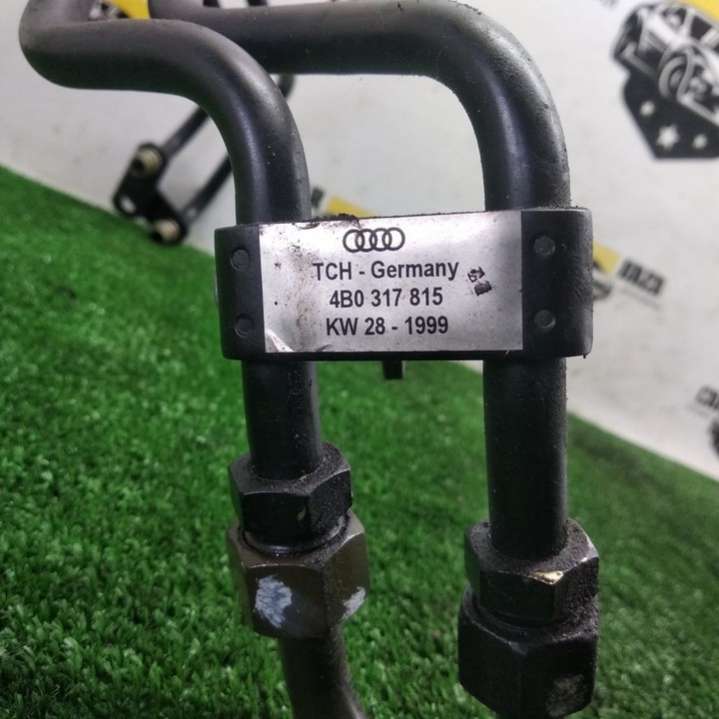 TCH - Germany
4B0 317 815
KW 28 - 1999